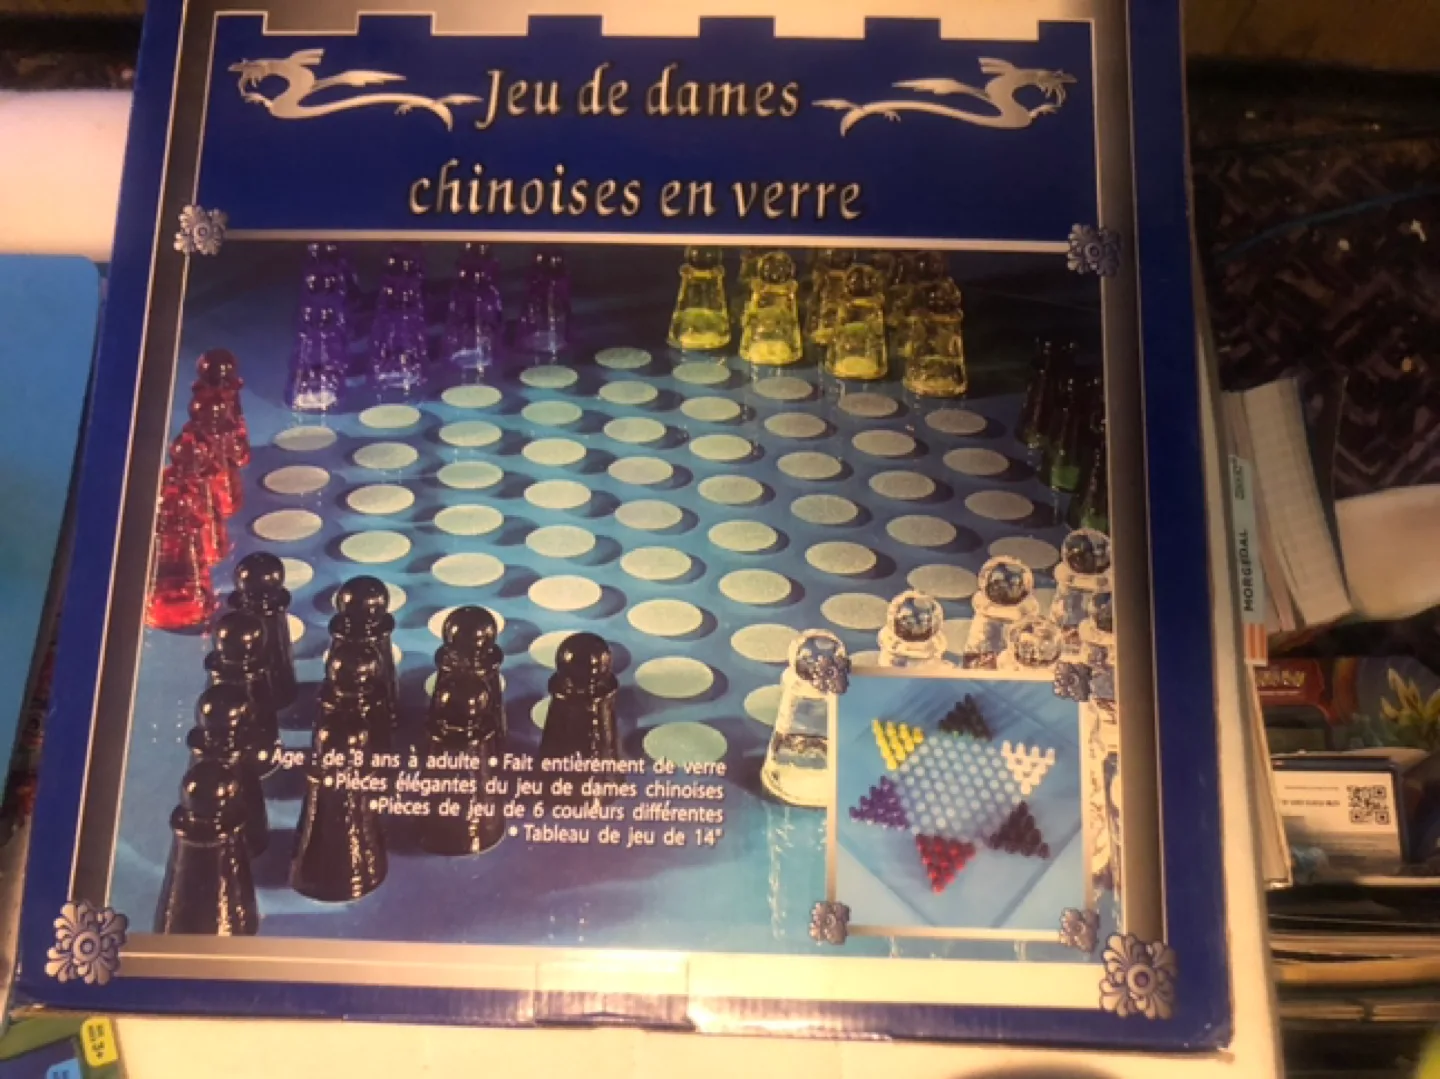 Jeu de dames
chinoises en verre
• Age : de 8 ans à adulte • Fait entièrement de verre
• Pièces élégantes du jeu de dames chinoises
• Pièces de jeu de 6 couleurs différentes
• Tableau de jeu de 14"
MORGEDAL